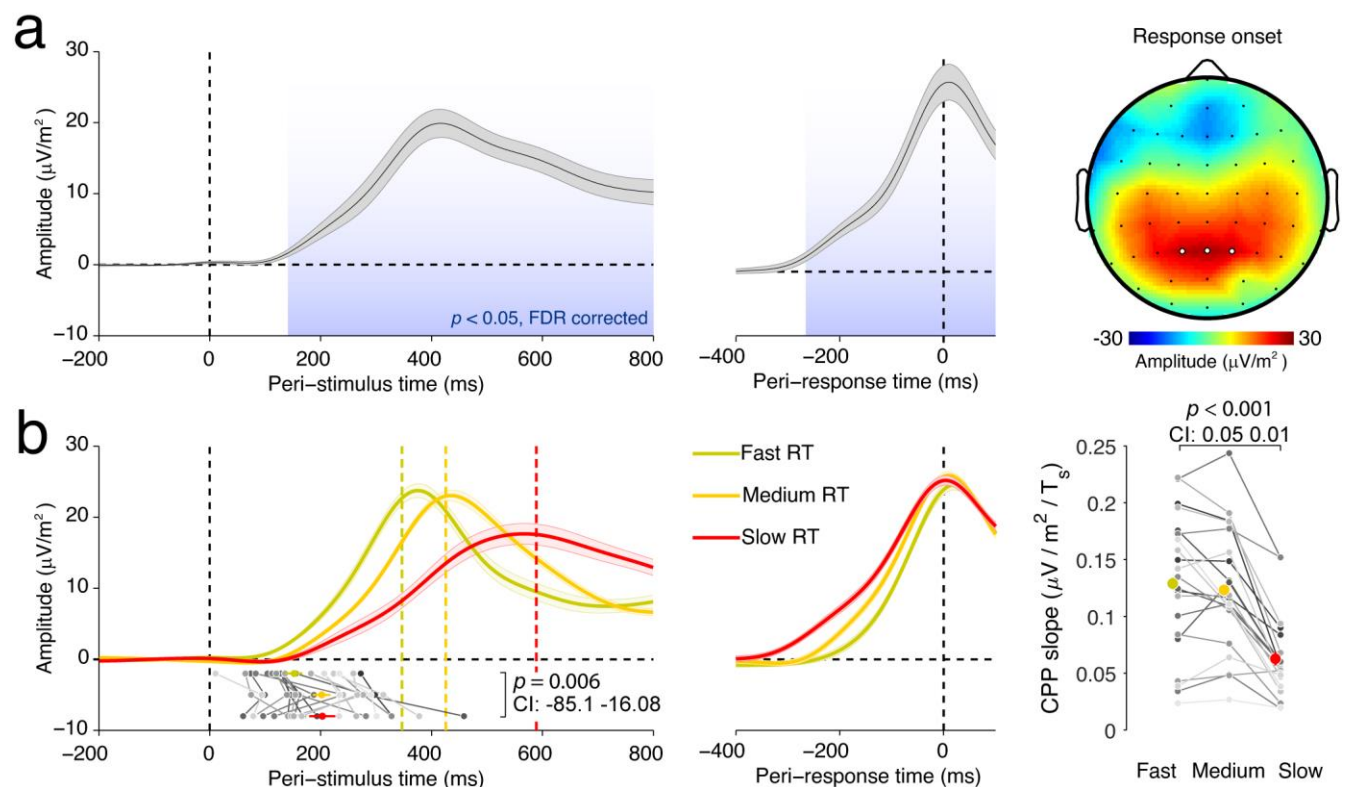 a
30
20
10
0
−10
Amplitude (µV/m²)
p < 0.05, FDR corrected
−200 0 200 400 600 800
Peri−stimulus time (ms)
−400 −200 0
Peri−response time (ms)
Response onset
-30 30
Amplitude (µV/m²)
b
30
20
10
0
−10
Amplitude (µV/m²)
p = 0.006
CI: -85.1 -16.08
−200 0 200 400 600 800
Peri−stimulus time (ms)
Fast RT
Medium RT
Slow RT
−400 −200 0
Peri−response time (ms)
p < 0.001
CI: 0.05 0.01
0.25
0.20
0.15
0.10
0.05
0
CPP slope (µV / m² / Tₛ)
Fast Medium Slow